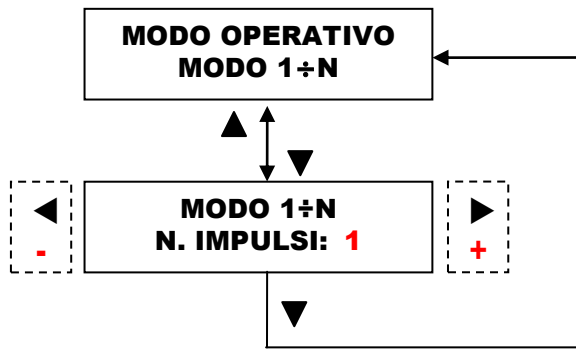 MODO OPERATIVO
MODO 1÷N
MODO 1÷N
N. IMPULSI: 1
- +